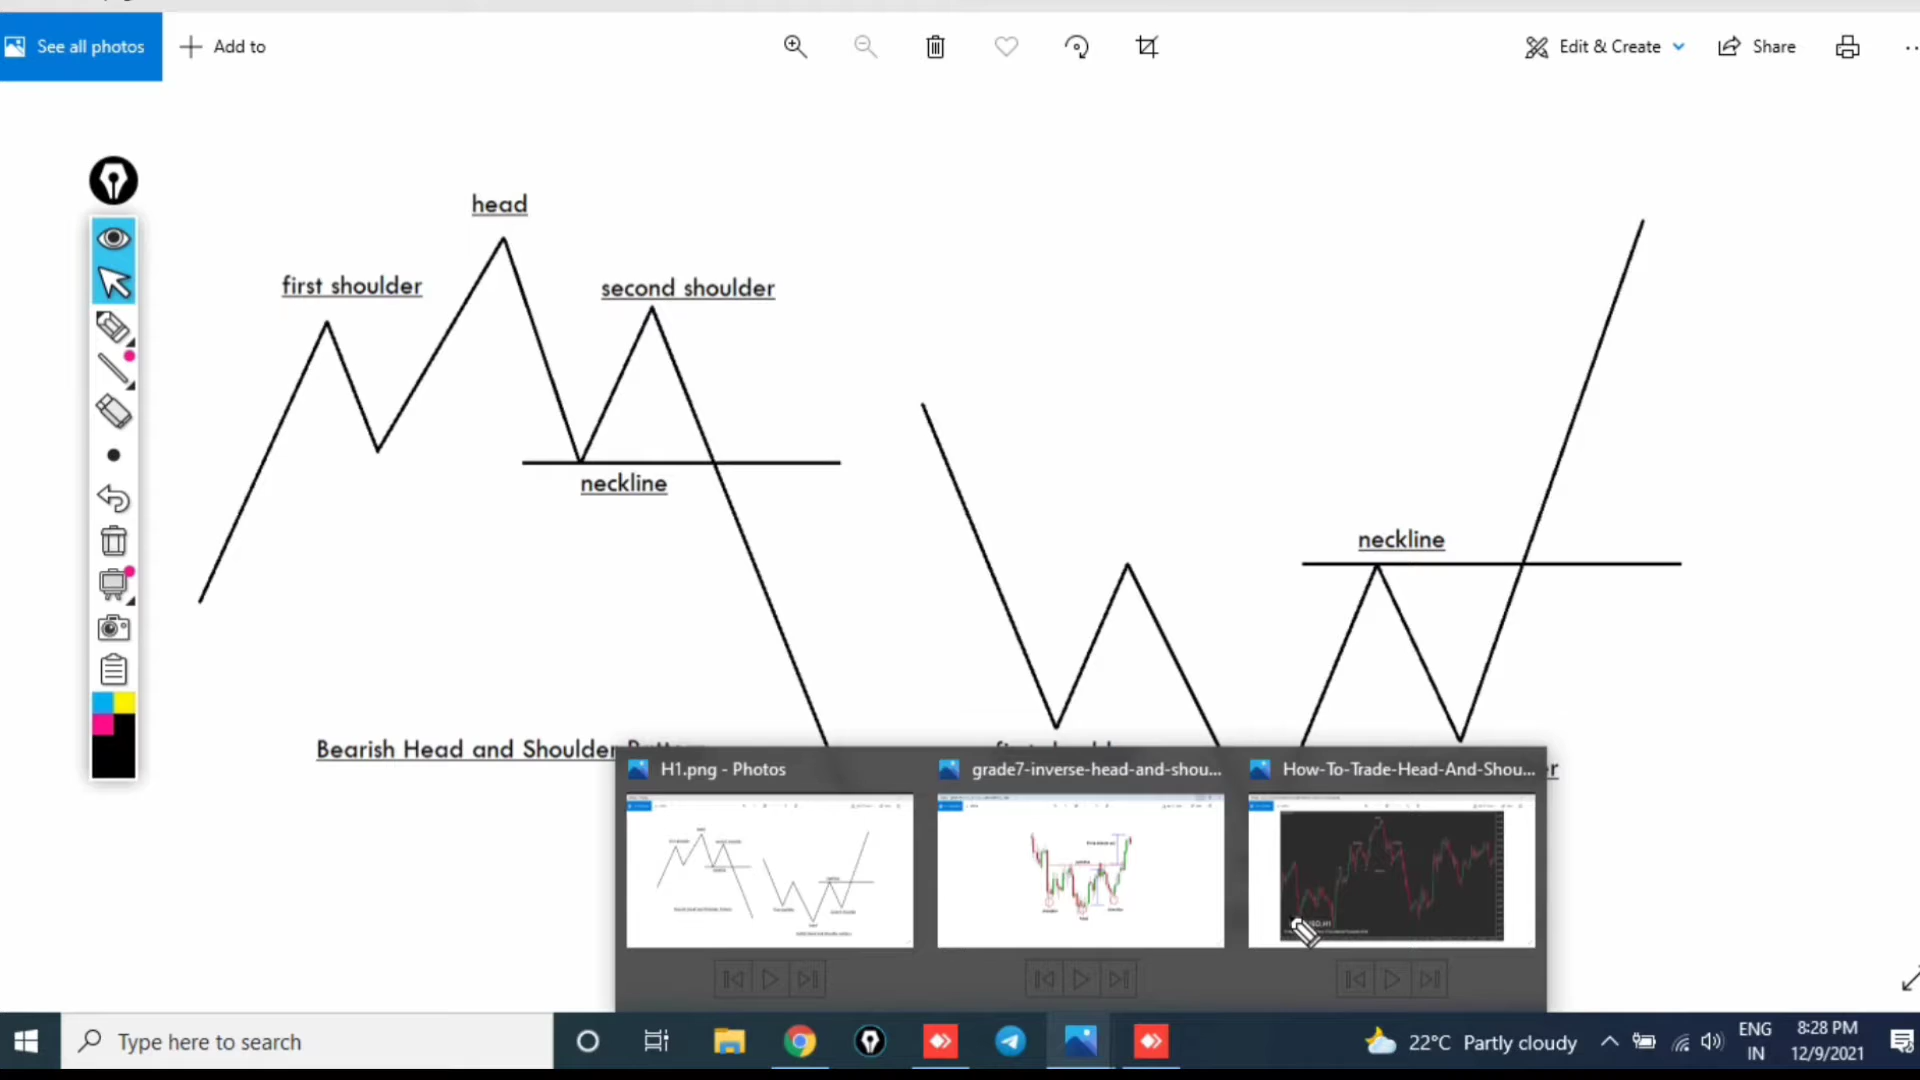 See all photos
Add to
Edit & Create
Share
head
first shoulder
second shoulder
neckline
neckline
Bearish Head and Shoulder
H1.png - Photos
grade7-inverse-head-and-shou...
How-To-Trade-Head-And-Shou...
Type here to search
22°C Partly cloudy
ENG
IN
8:28 PM
12/9/2021